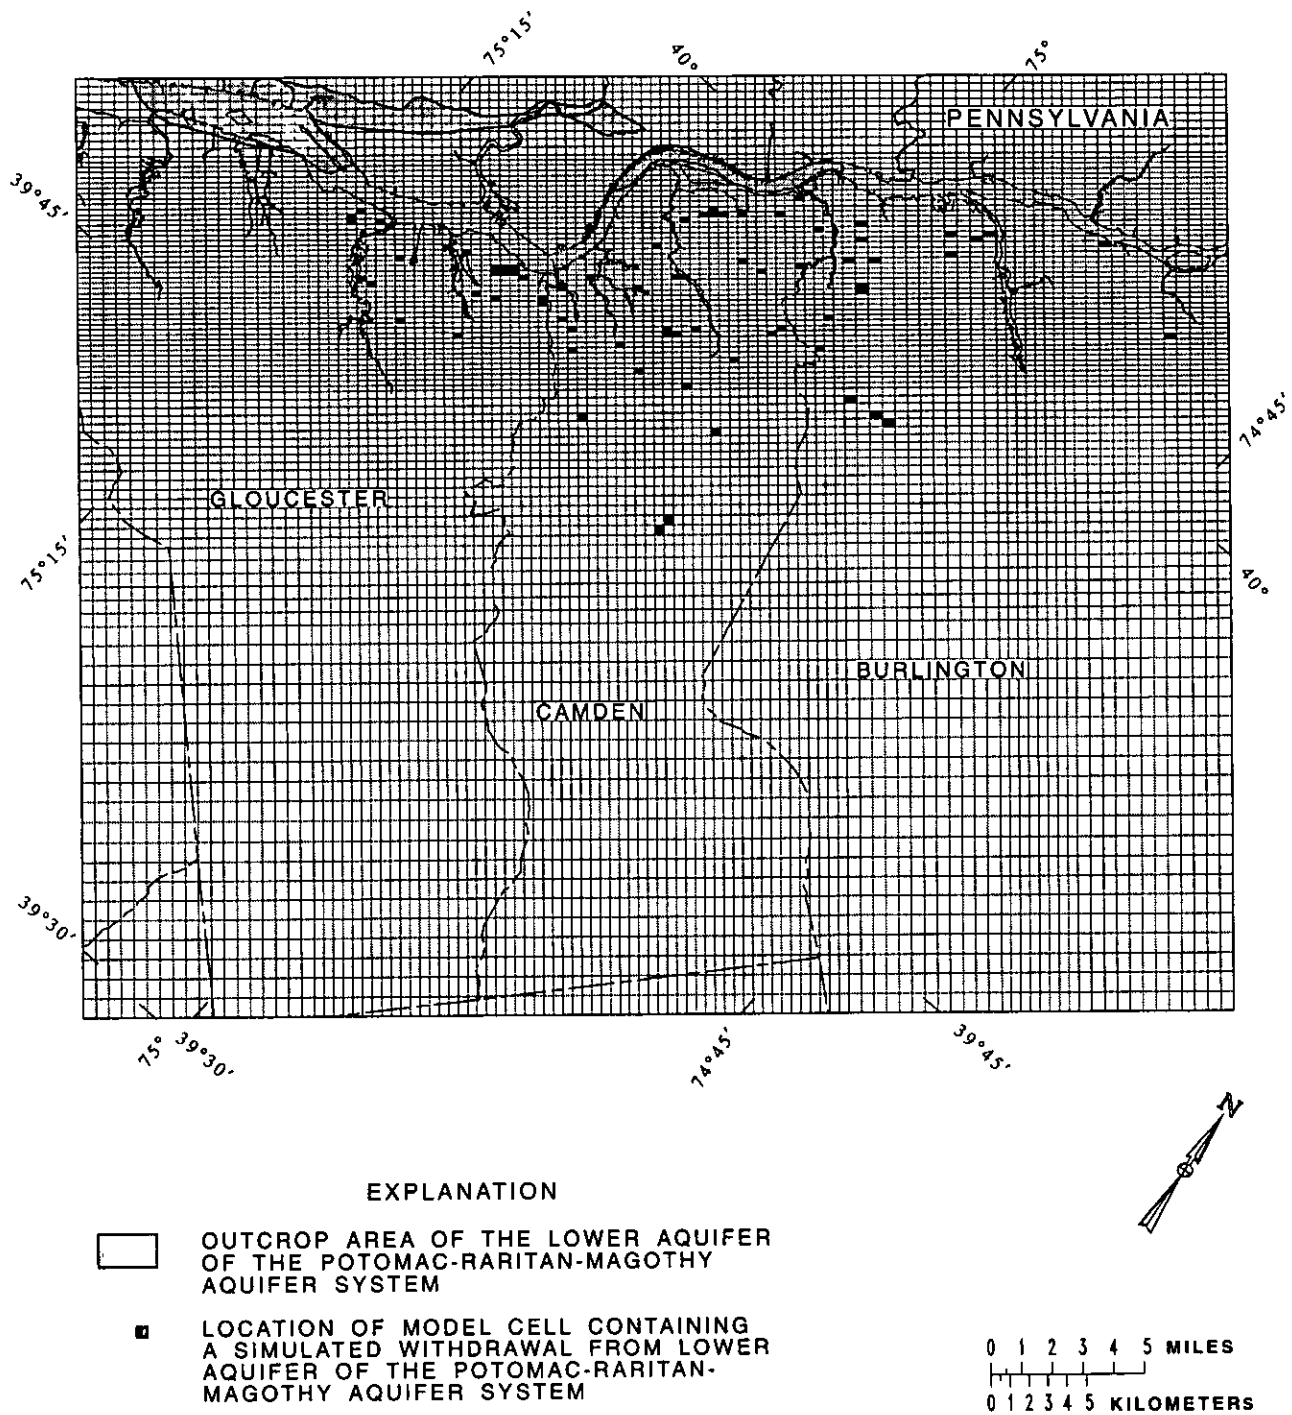 75°15'
40°
75°
PENNSYLVANIA
39°45'
74°45'
GLOUCESTER
75°15'
40°
BURLINGTON
CAMDEN
39°30'
75°
39°30'
74°45'
39°45'
N
EXPLANATION
OUTCROP AREA OF THE LOWER AQUIFER
OF THE POTOMAC-RARITAN-MAGOTHY
AQUIFER SYSTEM
LOCATION OF MODEL CELL CONTAINING
A SIMULATED WITHDRAWAL FROM LOWER
AQUIFER OF THE POTOMAC-RARITAN-
MAGOTHY AQUIFER SYSTEM
0 1 2 3 4 5 MILES
0 1 2 3 4 5 KILOMETERS